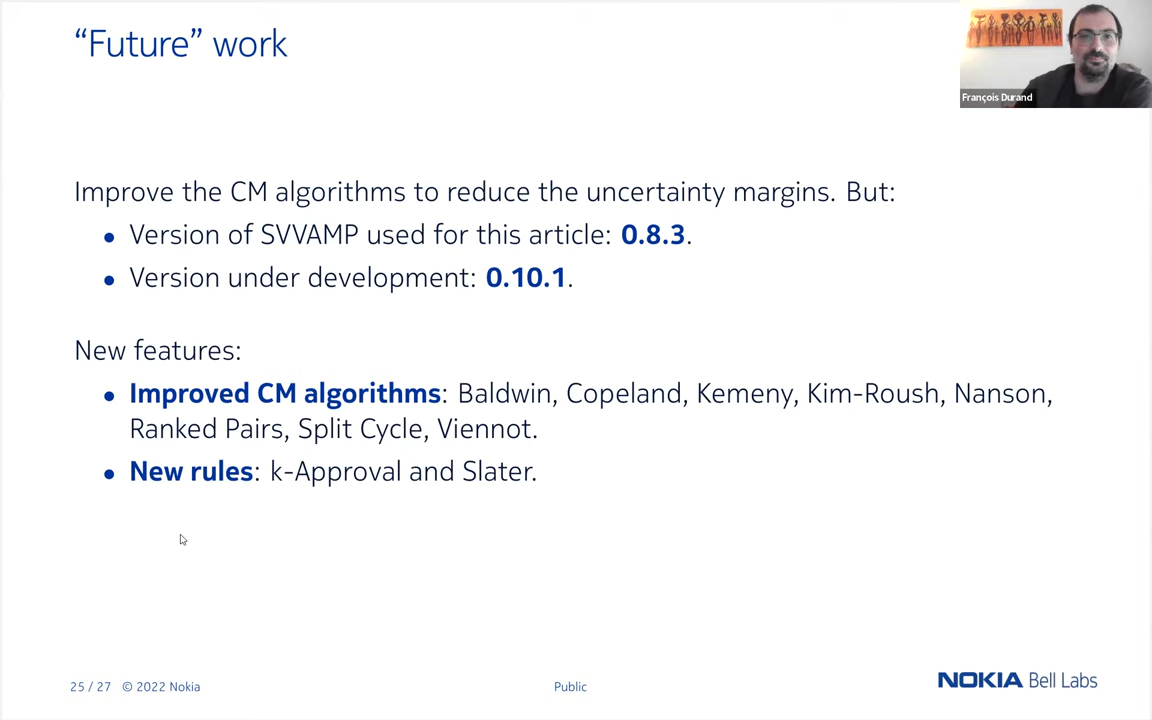 “Future” work
François Durand
Improve the CM algorithms to reduce the uncertainty margins. But:
• Version of SVVAMP used for this article: 0.8.3.
• Version under development: 0.10.1.
New features:
• Improved CM algorithms: Baldwin, Copeland, Kemeny, Kim-Roush, Nanson,
Ranked Pairs, Split Cycle, Viennot.
• New rules: k-Approval and Slater.
25 / 27 © 2022 Nokia
Public
NOKIA Bell Labs